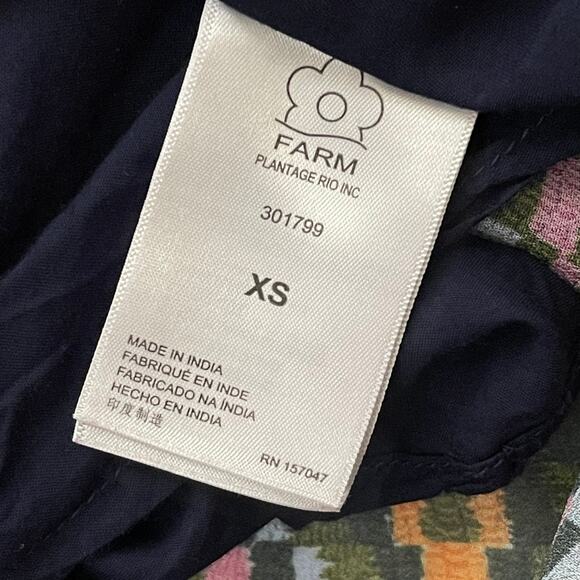 FARM
PLANTAGE RIO INC
301799
XS
MADE IN INDIA
FABRIQUÉ EN INDE
FABRICADO NA ÍNDIA
HECHO EN INDIA
印度制造
RN 157047